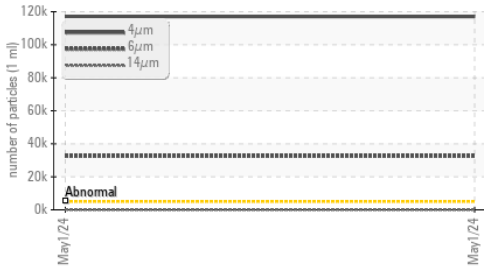 120k
100k
80k
60k
40k
20k
0k
number of particles (1 ml)
4μm
6μm
14μm
Abnormal
May1/24
May1/24